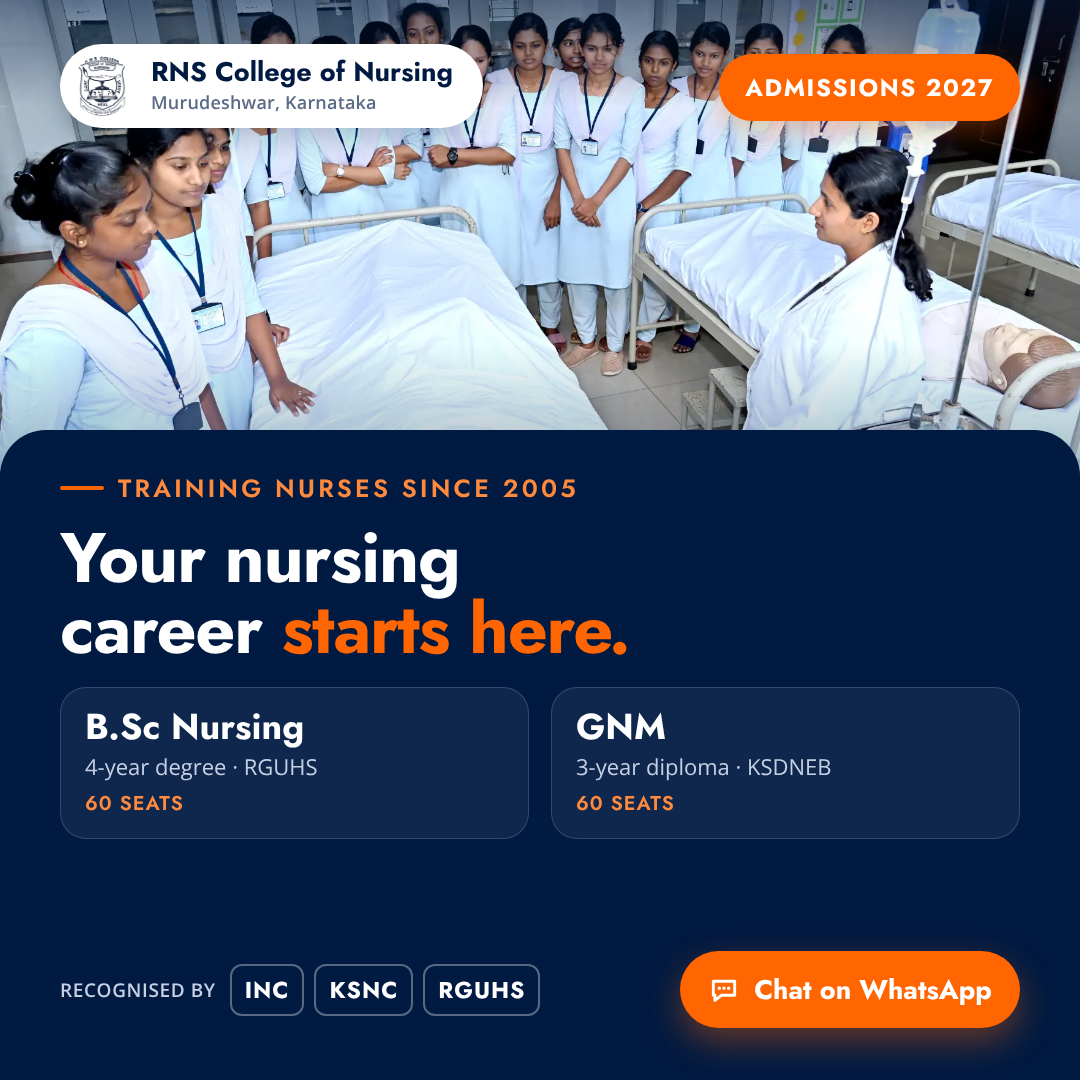 RNS College of Nursing
Murudeshwar, Karnataka
ADMISSIONS 2027
TRAINING NURSES SINCE 2005
Your nursing
career starts here.
B.Sc Nursing
4-year degree · RGUHS
60 SEATS
GNM
3-year diploma · KSDNEB
60 SEATS
RECOGNISED BY INC KSNC RGUHS
Chat on WhatsApp